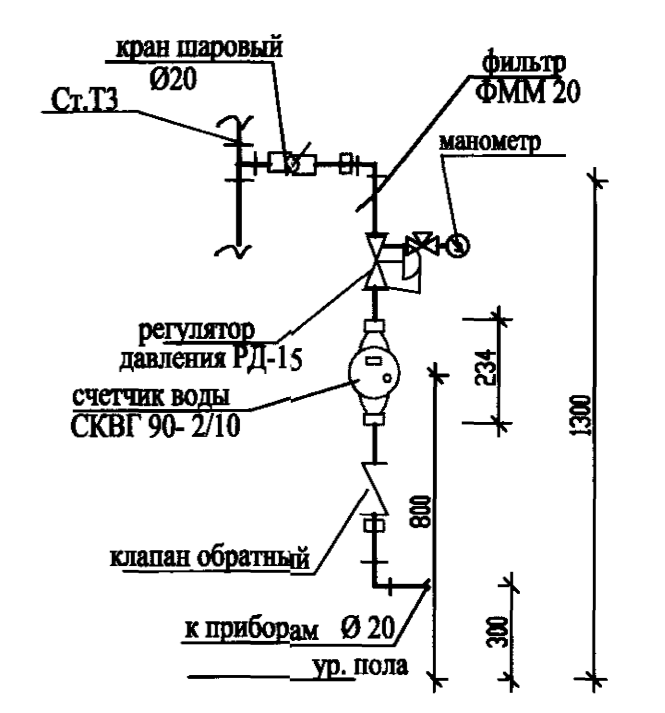 кран шаровый
Ø20
Ст.Т3
фильтр
ФММ 20
манометр
регулятор
давления РД-15
счетчик воды
СКВГ 90- 2/10
234
1300
800
клапан обратный
к приборам Ø 20
300
ур. пола